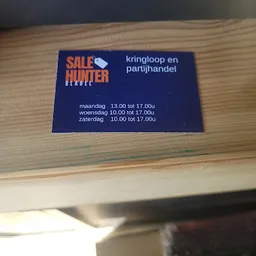 SALE
HUNTER
BLADEL
kringloop en
partijhandel
maandag 13.00 tot 17.00u
woensdag 10.00 tot 17.00u
zaterdag 10.00 tot 17.00u